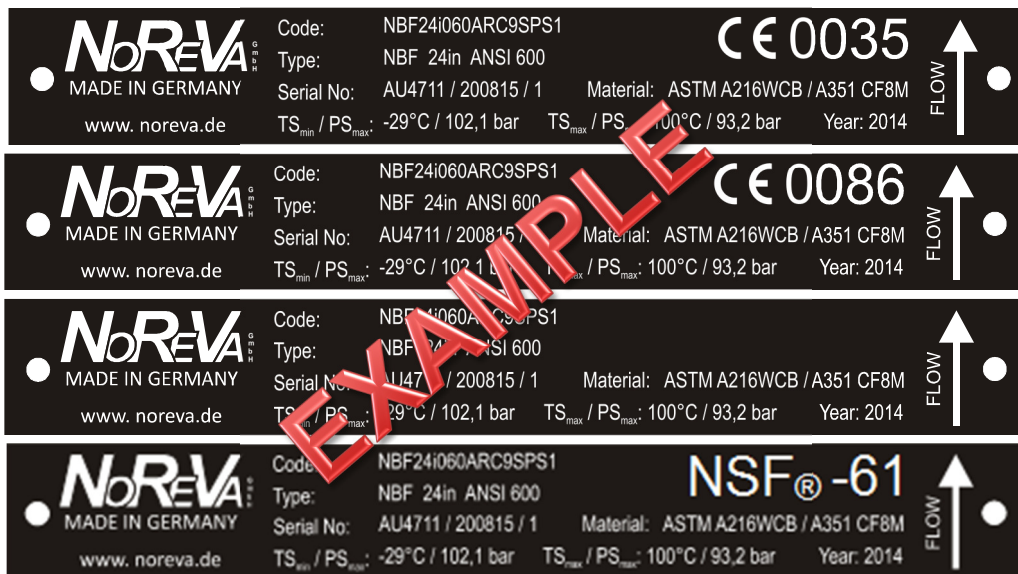 NOREVA GmbH
MADE IN GERMANY
www. noreva.de
Code: NBF24i060ARC9SPS1
Type: NBF 24in ANSI 600
Serial No: AU4711 / 200815 / 1 Material: ASTM A216WCB / A351 CF8M
TSmin / PSmax: -29°C / 102,1 bar TSmax / PS 100°C / 93,2 bar Year: 2014
CE 0035
FLOW
NOREVA GmbH
MADE IN GERMANY
www. noreva.de
Code: NBF24i060ARC9SPS1
Type: NBF 24in ANSI 600
Serial No: AU4711 / 200815 / Material: ASTM A216WCB / A351 CF8M
TSmin / PSmax: -29°C / 102,1 PSmax: 100°C / 93,2 bar Year: 2014
CE 0086
FLOW
NOREVA GmbH
MADE IN GERMANY
www. noreva.de
Code:
Type: ANSI 600
Serial / 200815 / 1 Material: ASTM A216WCB / A351 CF8M
PSmax: 29°C / 102,1 bar TSmax / PSmax: 100°C / 93,2 bar Year: 2014
FLOW
NOREVA
MADE IN GERMANY
www. noreva.de
Code: NBF24i060ARC9SPS1
Type: NBF 24in ANSI 600
Serial No: AU4711 / 200815 / 1 Material: ASTM A216WCB / A351 CF8M
TSmin / PSmax: -29°C / 102,1 bar TSmax / PSmax: 100°C / 93,2 bar Year: 2014
NSF® -61
FLOW
EXAMPLE